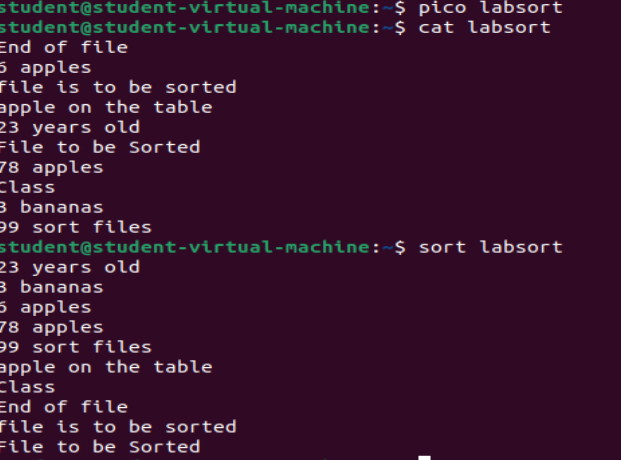 student@student-virtual-machine:~$ pico labsort
student@student-virtual-machine:~$ cat labsort
End of file
6 apples
file is to be sorted
apple on the table
23 years old
File to be Sorted
78 apples
Class
3 bananas
99 sort files
student@student-virtual-machine:~$ sort labsort
23 years old
3 bananas
6 apples
78 apples
99 sort files
apple on the table
Class
End of file
file is to be sorted
File to be Sorted